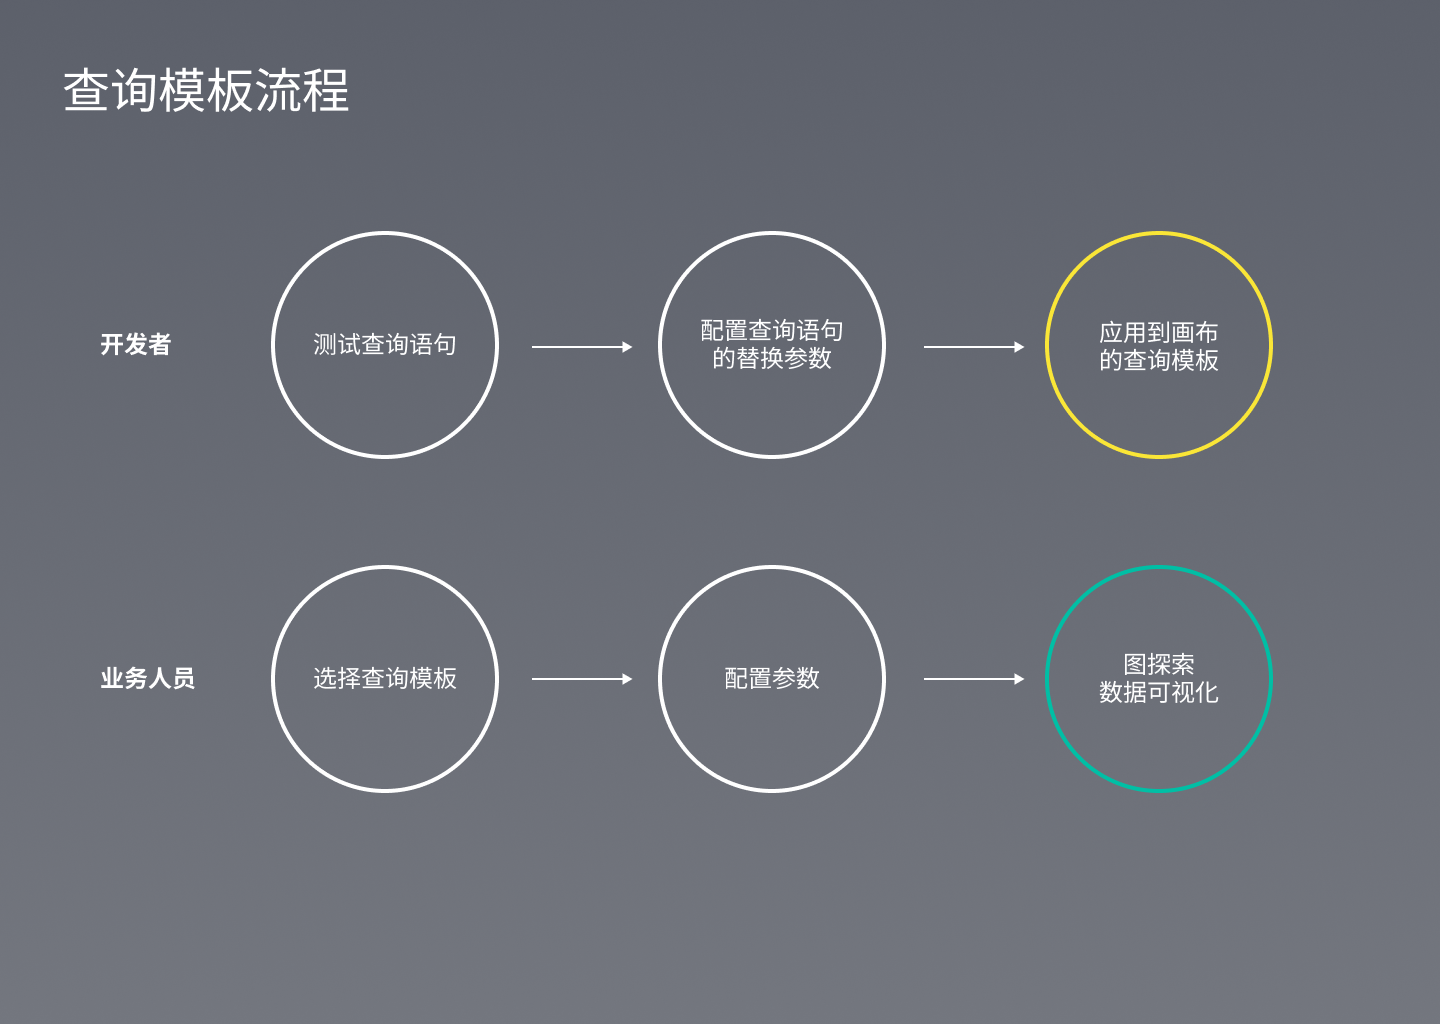 查询模板流程
开发者
测试查询语句
配置查询语句
的替换参数
应用到画布
的查询模板
业务人员
选择查询模板
配置参数
图探索
数据可视化